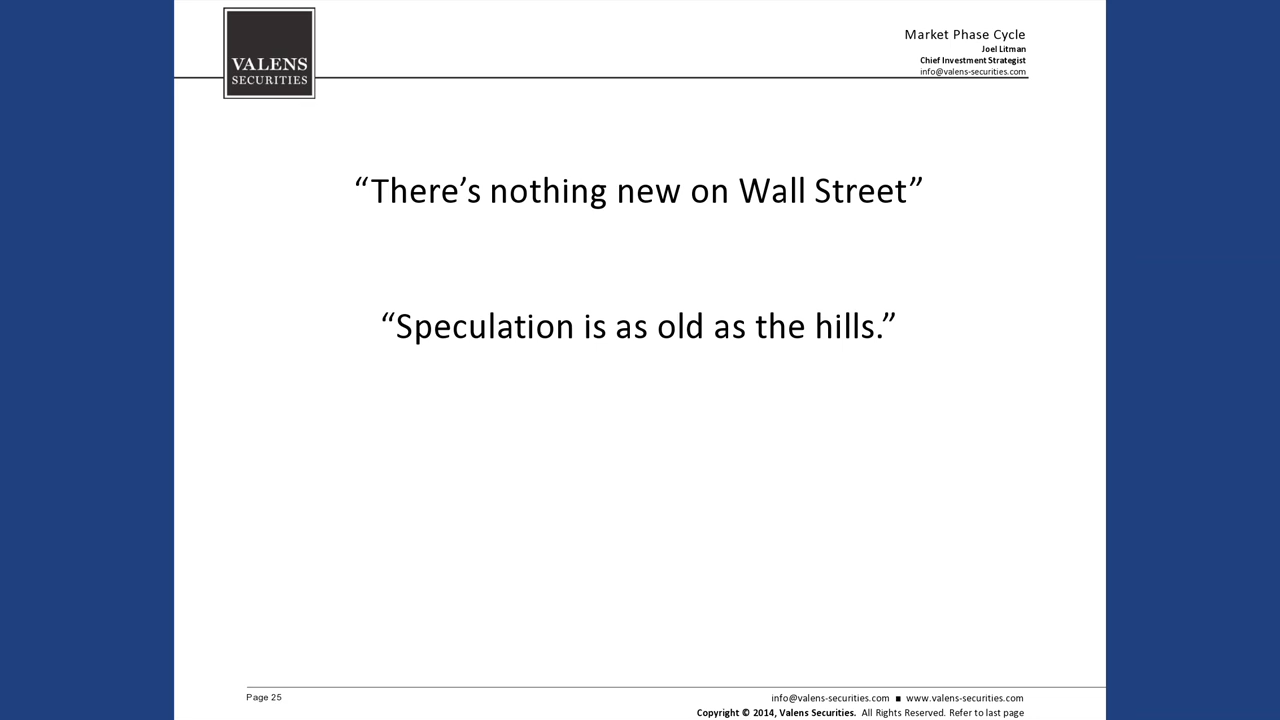 VALENS
SECURITIES
Market Phase Cycle
Joel Litman
Chief Investment Strategist
info@valens-securities.com
“There’s nothing new on Wall Street”
“Speculation is as old as the hills.”
Page 25
info@valens-securities.com ■ www.valens-securities.com
Copyright © 2014, Valens Securities. All Rights Reserved. Refer to last page